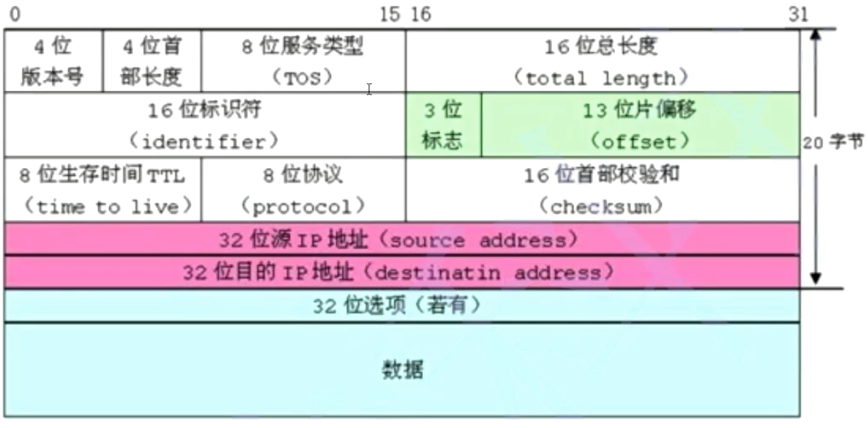 0 15 16 31
4 位 4 位首 8 位服务类型 16 位总长度
版本号 部长度 （TOS） （total length）
16 位标识符 3 位 13 位片偏移
（identifier） 标志 （offset）
20 字节
8 位生存时间 TTL 8 位协议 16 位首部校验和
（time to live） （protocol） （checksum）
32 位源 IP 地址（source address）
32 位目的 IP 地址（destinatin address）
32 位选项（若有）
数据